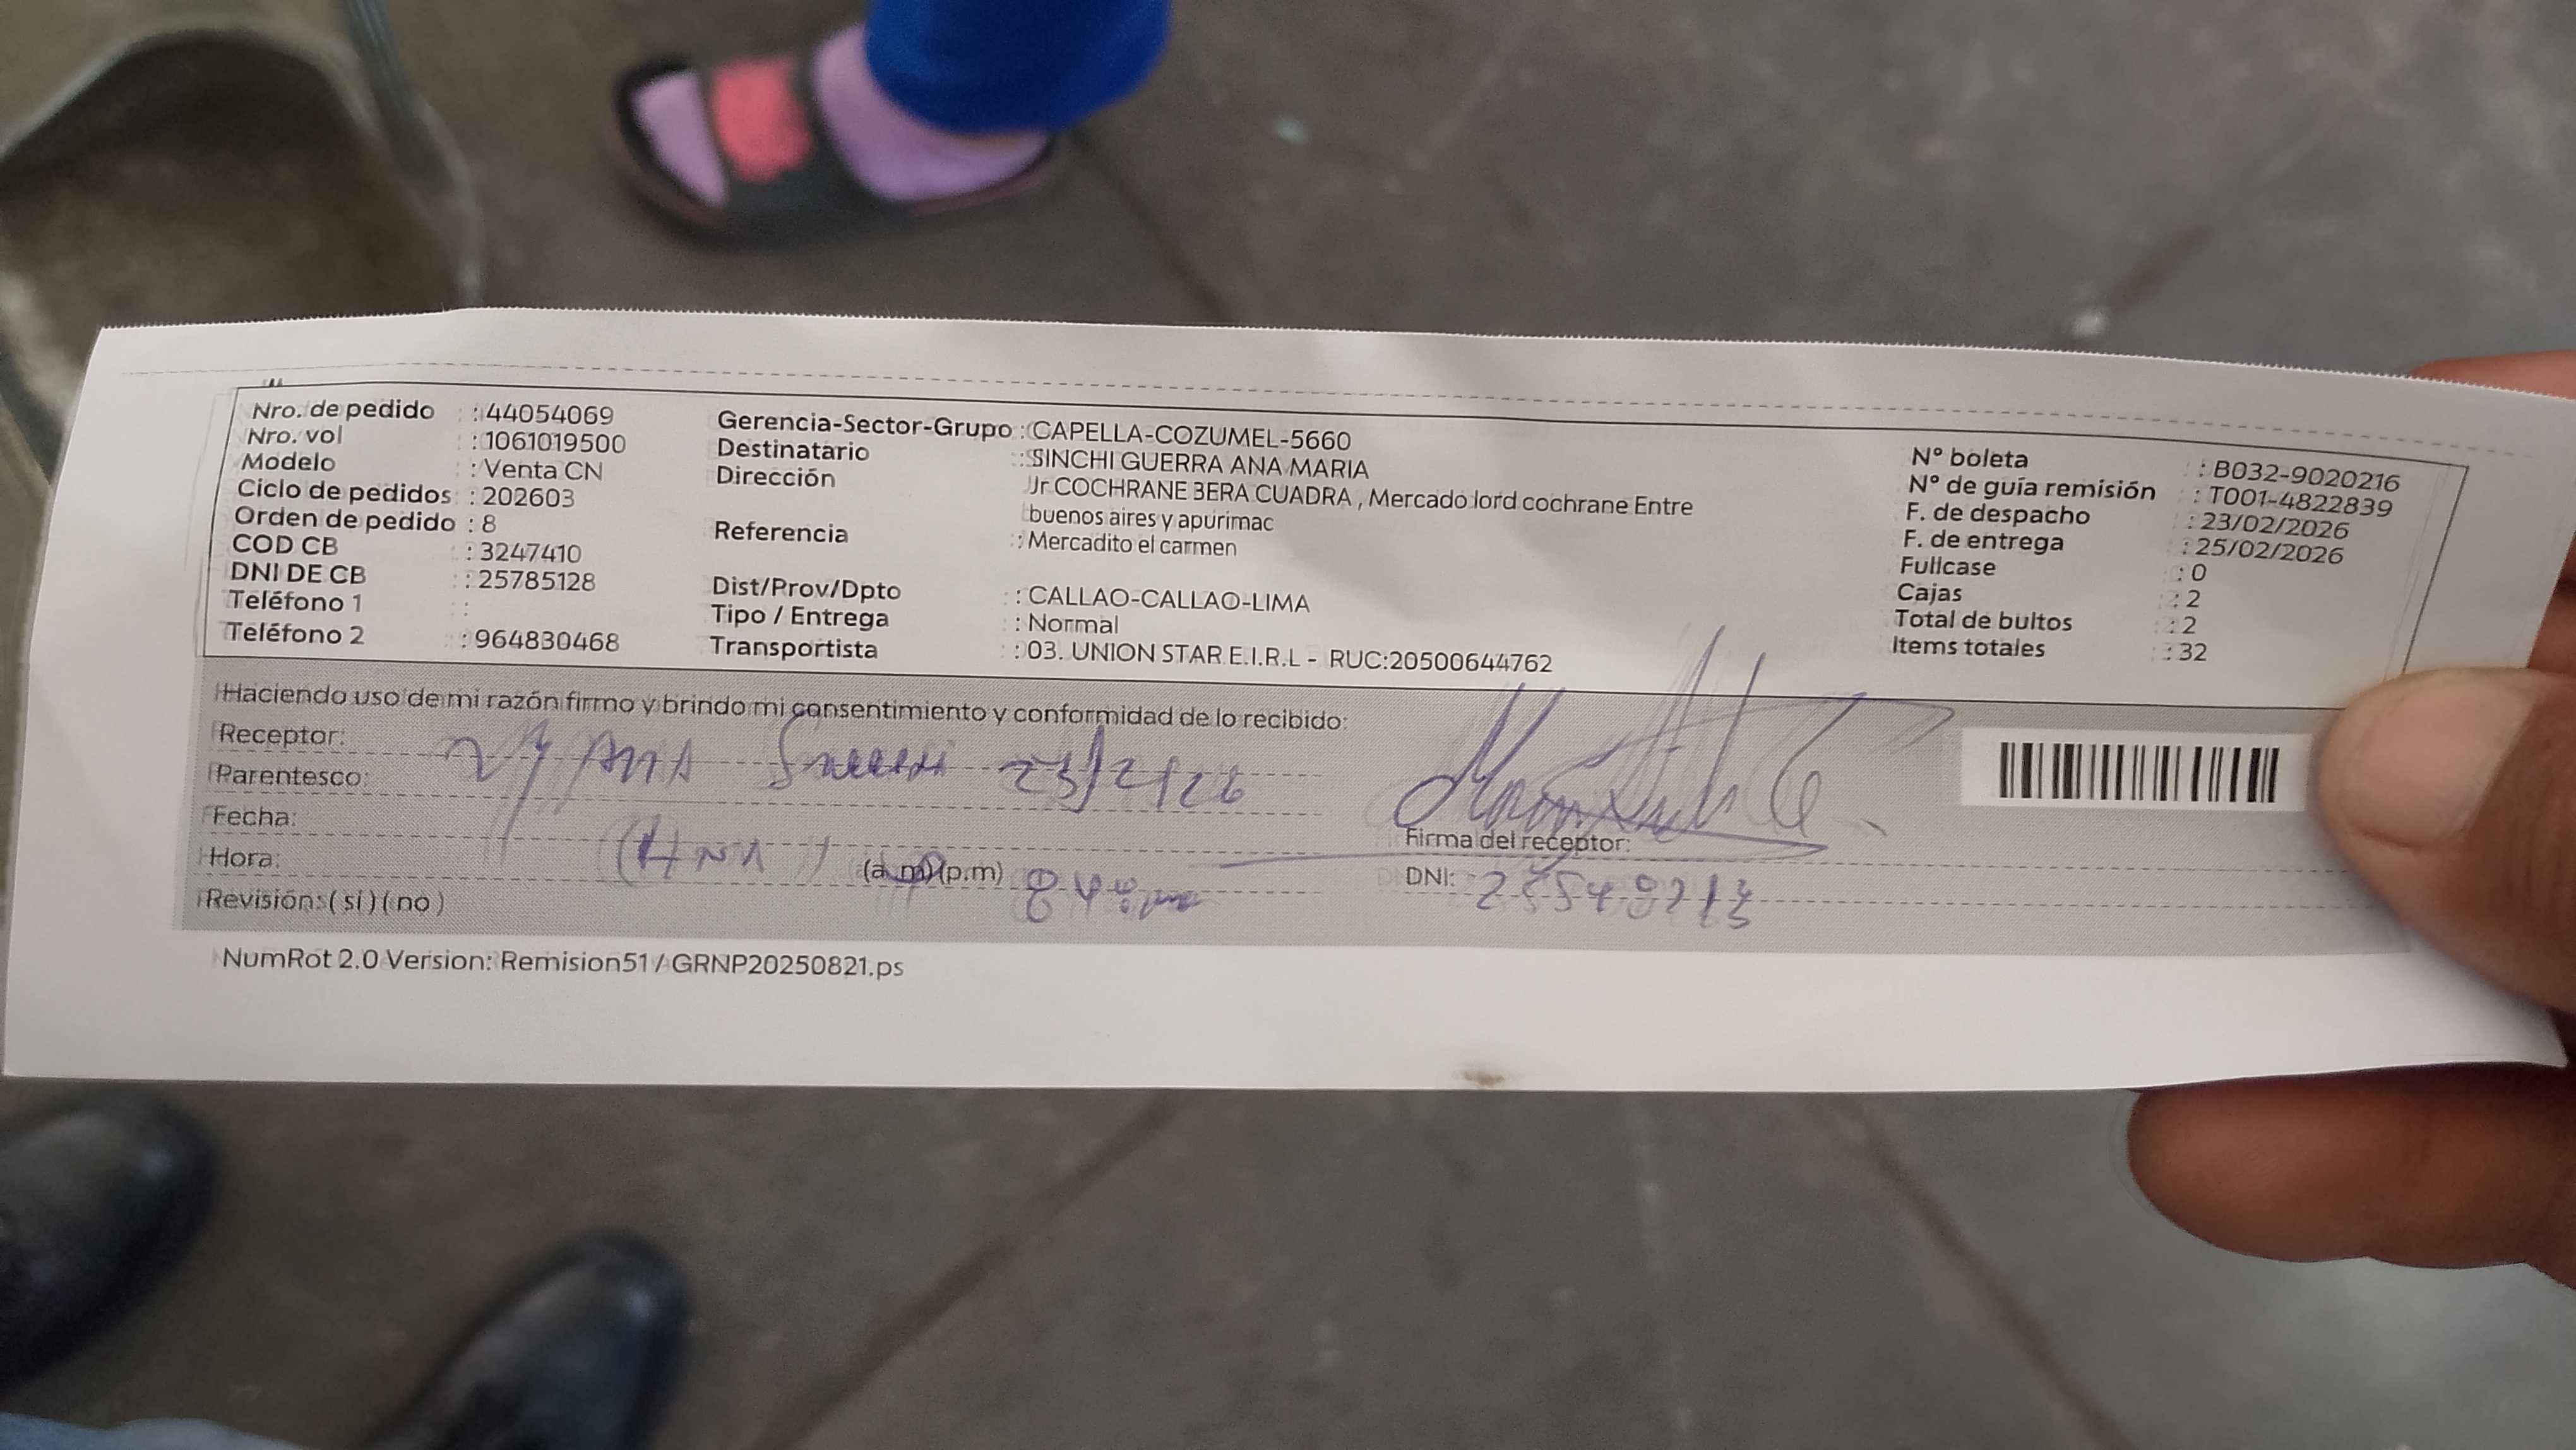 Nro. de pedido : 44054069
Nro. vol : 1061019500
Modelo : Venta CN
Ciclo de pedidos : 202603
Orden de pedido : 8
COD CB : 3247410
DNI DE CB : 25785128
Teléfono 1 :
Teléfono 2 : 964830468
Gerencia-Sector-Grupo : CAPELLA-COZUMEL-5660
Destinatario : SINCHI GUERRA ANA MARIA
Dirección Jr COCHRANE 3ERA CUADRA , Mercado lord cochrane Entre
buenos aires y apurimac
Referencia : Mercadito el carmen
Dist/Prov/Dpto : CALLAO-CALLAO-LIMA
Tipo / Entrega : Normal
Transportista : 03. UNION STAR E.I.R.L - RUC:20500644762
N° boleta : B032-9020216
N° de guía remisión : T001-4822839
F. de despacho : 23/02/2026
F. de entrega : 25/02/2026
Fullcase : 0
Cajas : 2
Total de bultos : 2
Items totales : 32
Haciendo uso de mi razón firmo y brindo mi consentimiento y conformidad de lo recibido:
Receptor:
Parentesco: ANA
Fecha:
Hora: (a.m)(p.m)
Revisión: ( si ) ( no )
Firma del receptor:
DNI:
NumRot 2.0 Version: Remision51 / GRNP20250821.ps